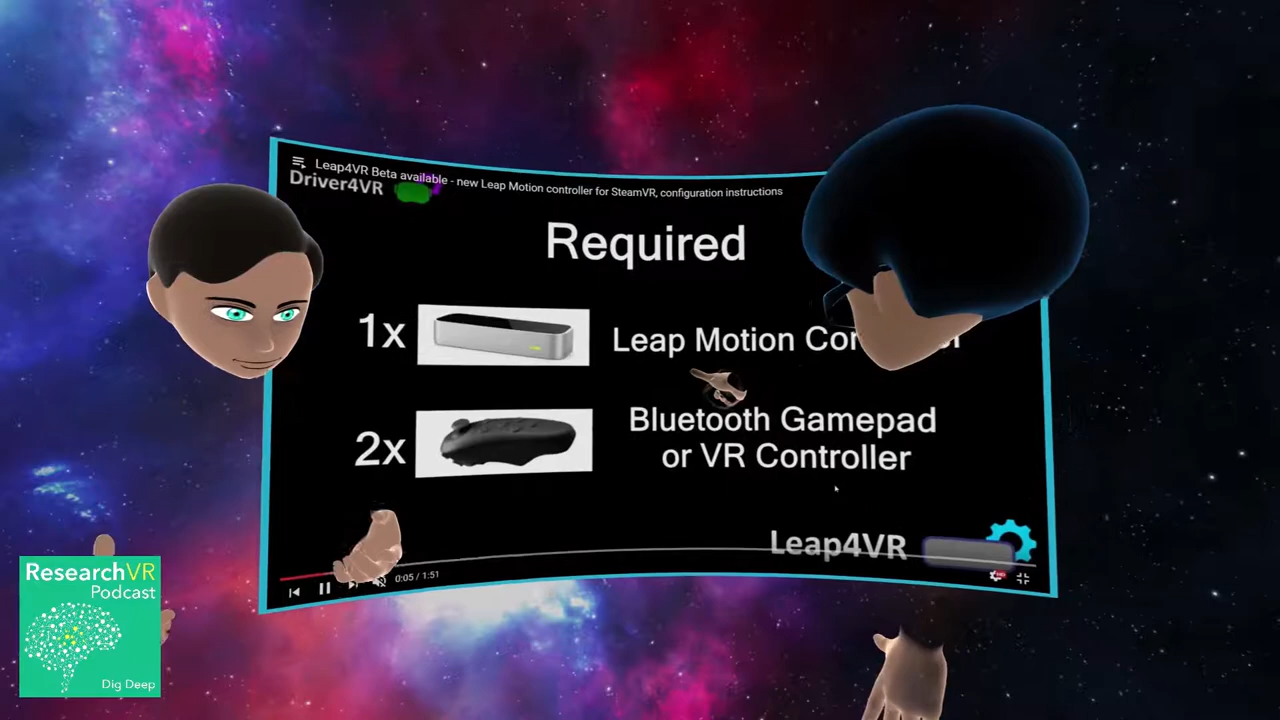 Leap4VR Beta available - new Leap Motion controller for SteamVR, configuration instructions
Driver4VR
Required
1x
Leap Motion
2x
Bluetooth Gamepad
or VR Controller
Leap4VR
0:05 / 1:51
HD
ResearchVR
Podcast
Dig Deep